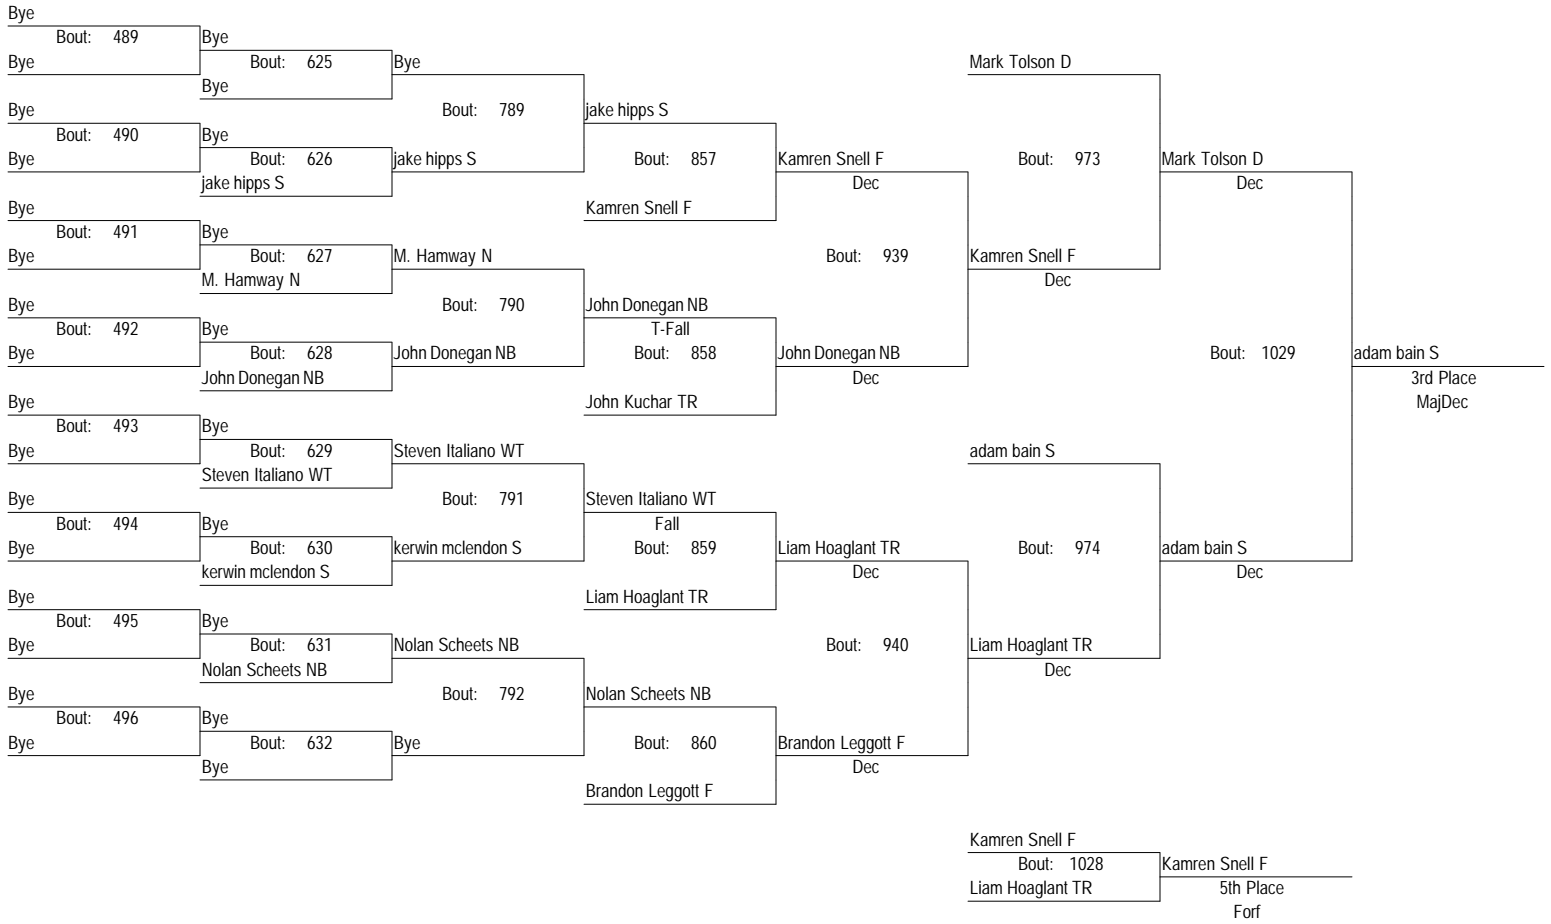 Bye
Bout: 489 Bye
Bye Bout: 625 Bye Mark Tolson D
Bye
Bye Bout: 789 jake hipps S
Bout: 490 Bye
Bye Bout: 626 jake hipps S Bout: 857 Kamren Snell F Bout: 973 Mark Tolson D
jake hipps S Dec Dec
Bye Kamren Snell F
Bout: 491 Bye
Bye Bout: 627 M. Hamway N Bout: 939 Kamren Snell F
M. Hamway N Dec
Bye Bout: 790 John Donegan NB
Bout: 492 Bye T-Fall
Bye Bout: 628 John Donegan NB Bout: 858 John Donegan NB Bout: 1029 adam bain S
John Donegan NB Dec 3rd Place
Bye John Kuchar TR MajDec
Bout: 493 Bye
Bye Bout: 629 Steven Italiano WT adam bain S
Steven Italiano WT
Bye Bout: 791 Steven Italiano WT
Bout: 494 Bye Fall
Bye Bout: 630 kerwin mclendon S Bout: 859 Liam Hoaglant TR Bout: 974 adam bain S
kerwin mclendon S Dec Dec
Bye Liam Hoaglant TR
Bout: 495 Bye
Bye Bout: 631 Nolan Scheets NB Bout: 940 Liam Hoaglant TR
Nolan Scheets NB Dec
Bye Bout: 792 Nolan Scheets NB
Bout: 496 Bye
Bye Bout: 632 Bye Bout: 860 Brandon Leggott F
Bye Dec
Brandon Leggott F
Kamren Snell F
Bout: 1028 Kamren Snell F
Liam Hoaglant TR 5th Place
Forf